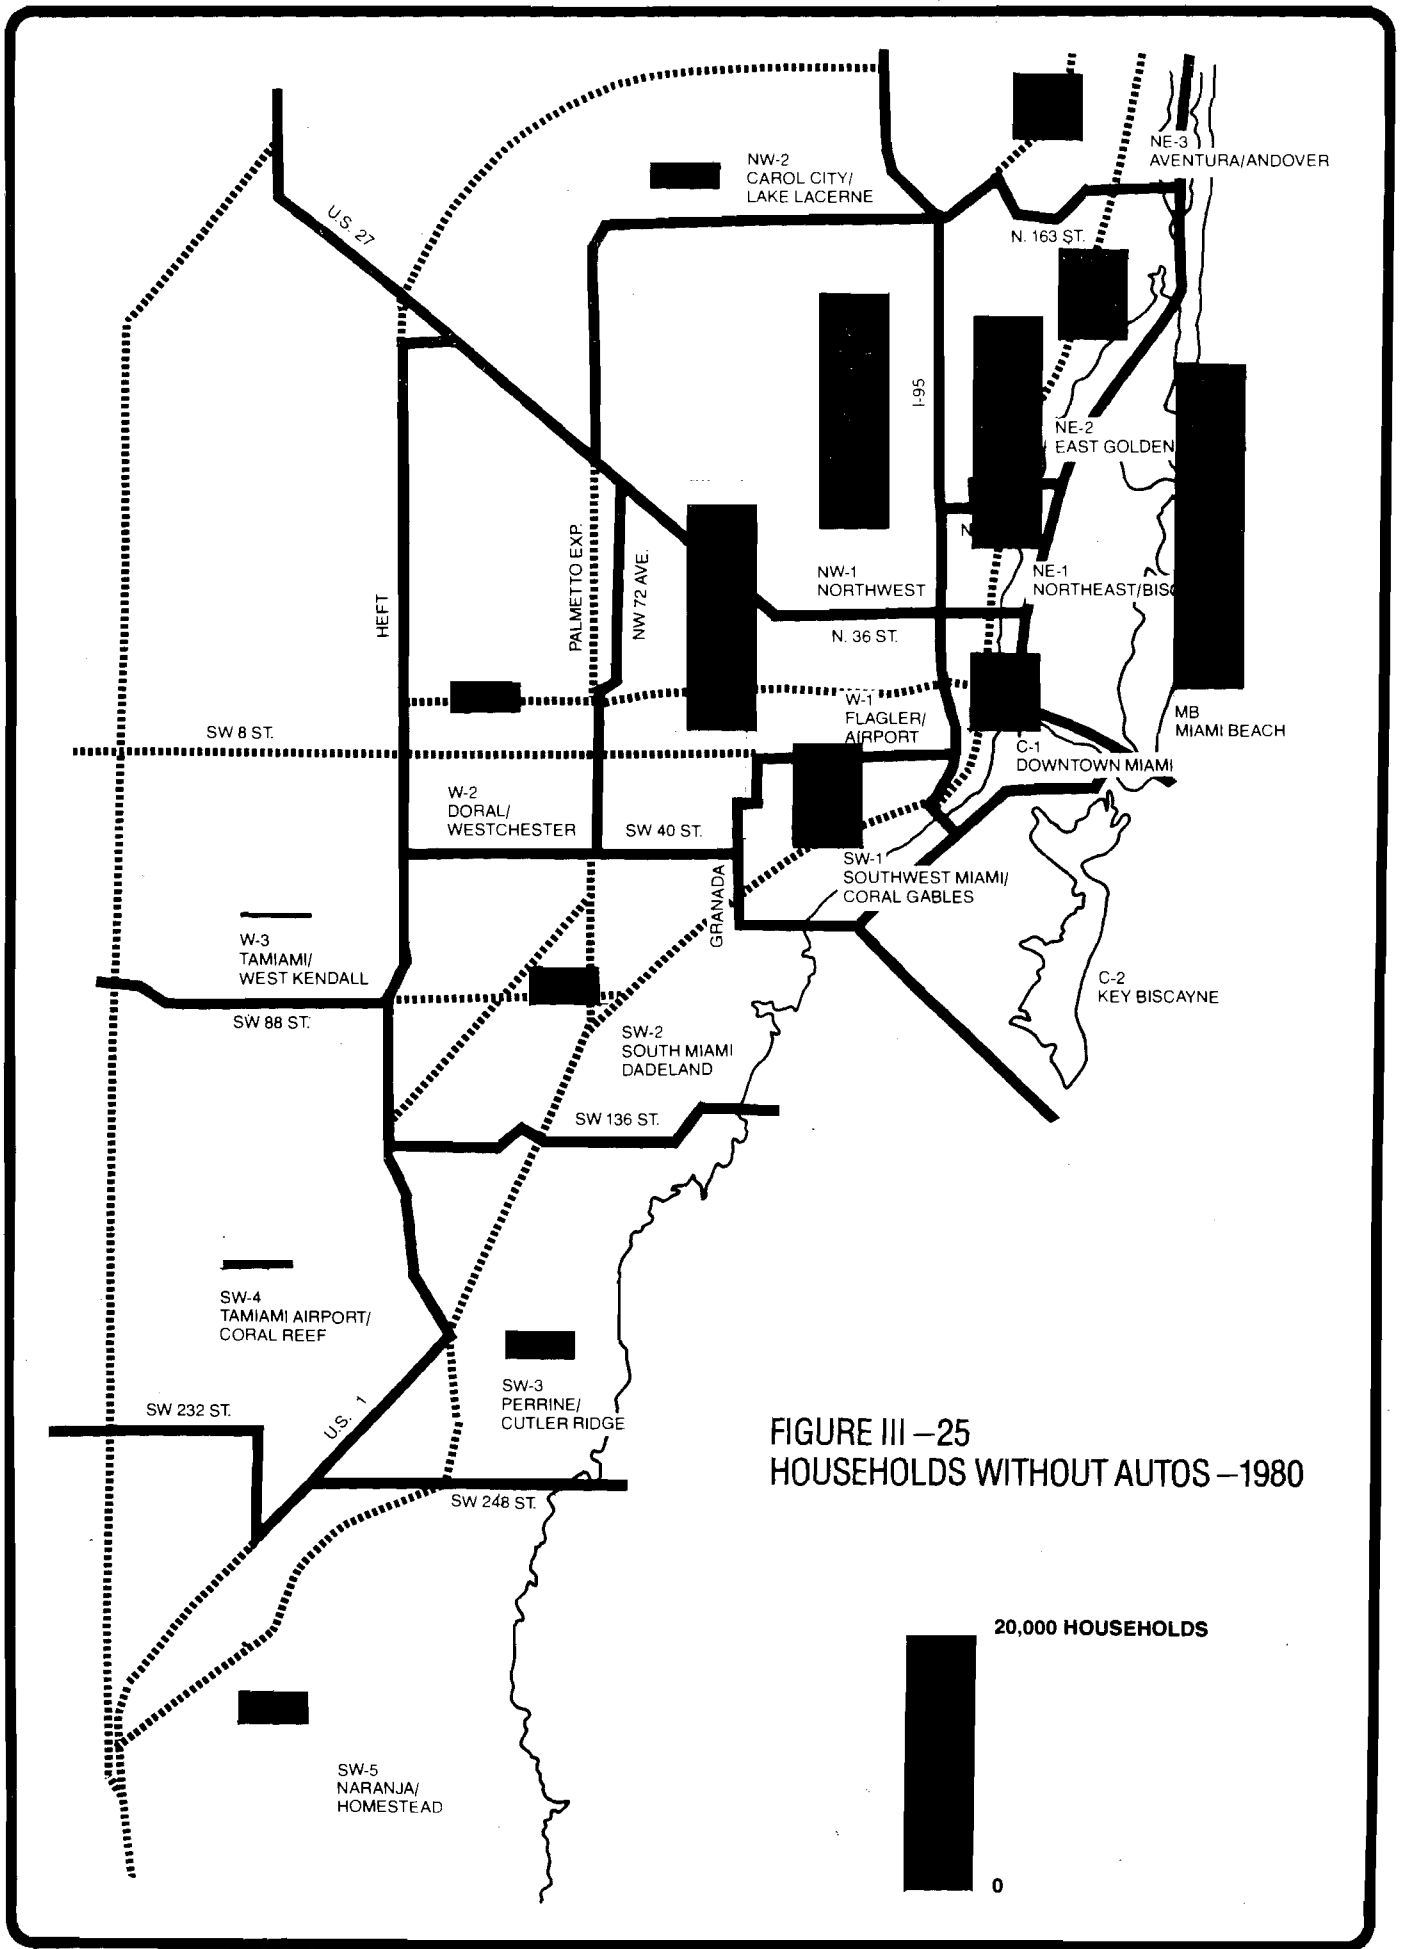 NE-3
AVENTURA/ANDOVER
NW-2
CAROL CITY/
LAKE LACERNE
U.S. 27
N. 163 ST.
I-95
NE-2
EAST GOLDEN
N
PALMETTO EXP.
NW 72 AVE.
HEFT
NW-1
NORTHWEST
NE-1
NORTHEAST/BISC
N. 36 ST.
W-1
FLAGLER/
AIRPORT
MB
MIAMI BEACH
SW 8 ST.
C-1
DOWNTOWN MIAMI
W-2
DORAL/
WESTCHESTER
SW 40 ST.
SW-1
SOUTHWEST MIAMI/
CORAL GABLES
GRANADA
W-3
TAMIAMI/
WEST KENDALL
C-2
KEY BISCAYNE
SW 88 ST.
SW-2
SOUTH MIAMI
DADELAND
SW 136 ST.
SW-4
TAMIAMI AIRPORT/
CORAL REEF
SW-3
PERRINE/
CUTLER RIDGE
SW 232 ST.
U.S. 1
FIGURE III –25
HOUSEHOLDS WITHOUT AUTOS –1980
SW 248 ST.
20,000 HOUSEHOLDS
SW-5
NARANJA/
HOMESTEAD
0